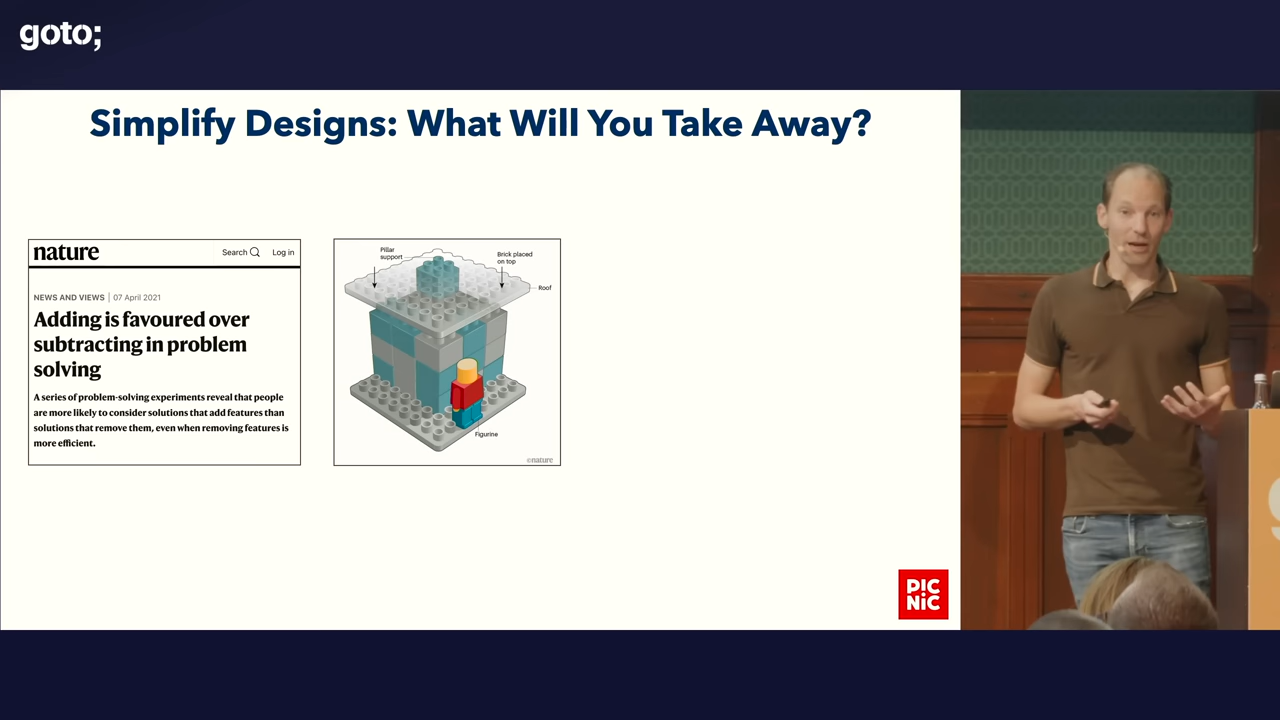 goto;
Simplify Designs: What Will You Take Away?
nature
Search
Log in
NEWS AND VIEWS | 07 April 2021
Adding is favoured over
subtracting in problem
solving
A series of problem-solving experiments reveal that people
are more likely to consider solutions that add features than
solutions that remove them, even when removing features is
more efficient.
Pillar
support
Brick placed
on top
Roof
Figurine
©nature
PIC
NiC